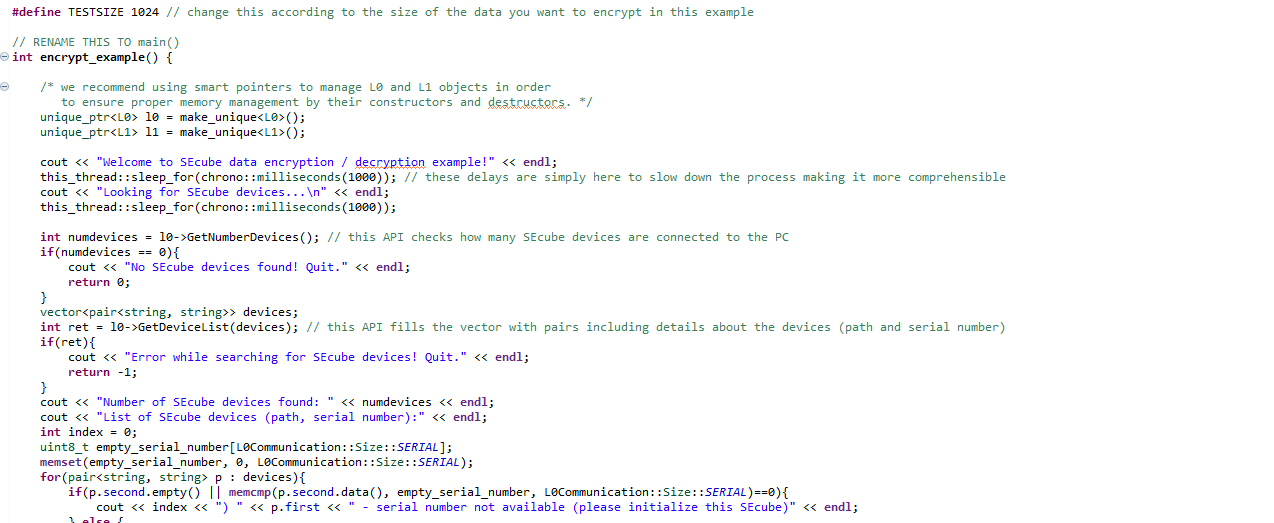 #define TESTSIZE 1024 // change this according to the size of the data you want to encrypt in this example
// RENAME THIS TO main()
int encrypt_example() {
/* we recommend using smart pointers to manage L0 and L1 objects in order
to ensure proper memory management by their constructors and destructors. */
unique_ptr<L0> l0 = make_unique<L0>();
unique_ptr<L1> l1 = make_unique<L1>();
cout << "Welcome to SEcube data encryption / decryption example!" << endl;
this_thread::sleep_for(chrono::milliseconds(1000)); // these delays are simply here to slow down the process making it more comprehensible
cout << "Looking for SEcube devices...\n" << endl;
this_thread::sleep_for(chrono::milliseconds(1000));
int numdevices = l0->GetNumberDevices(); // this API checks how many SEcube devices are connected to the PC
if(numdevices == 0){
cout << "No SEcube devices found! Quit." << endl;
return 0;
}
vector<pair<string, string>> devices;
int ret = l0->GetDeviceList(devices); // this API fills the vector with pairs including details about the devices (path and serial number)
if(ret){
cout << "Error while searching for SEcube devices! Quit." << endl;
return -1;
}
cout << "Number of SEcube devices found: " << numdevices << endl;
cout << "List of SEcube devices (path, serial number):" << endl;
int index = 0;
uint8_t empty_serial_number[L0Communication::Size::SERIAL];
memset(empty_serial_number, 0, L0Communication::Size::SERIAL);
for(pair<string, string> p : devices){
if(p.second.empty() || memcmp(p.second.data(), empty_serial_number, L0Communication::Size::SERIAL)==0){
cout << index << ") " << p.first << " - serial number not available (please initialize this SEcube)" << endl;
} else {